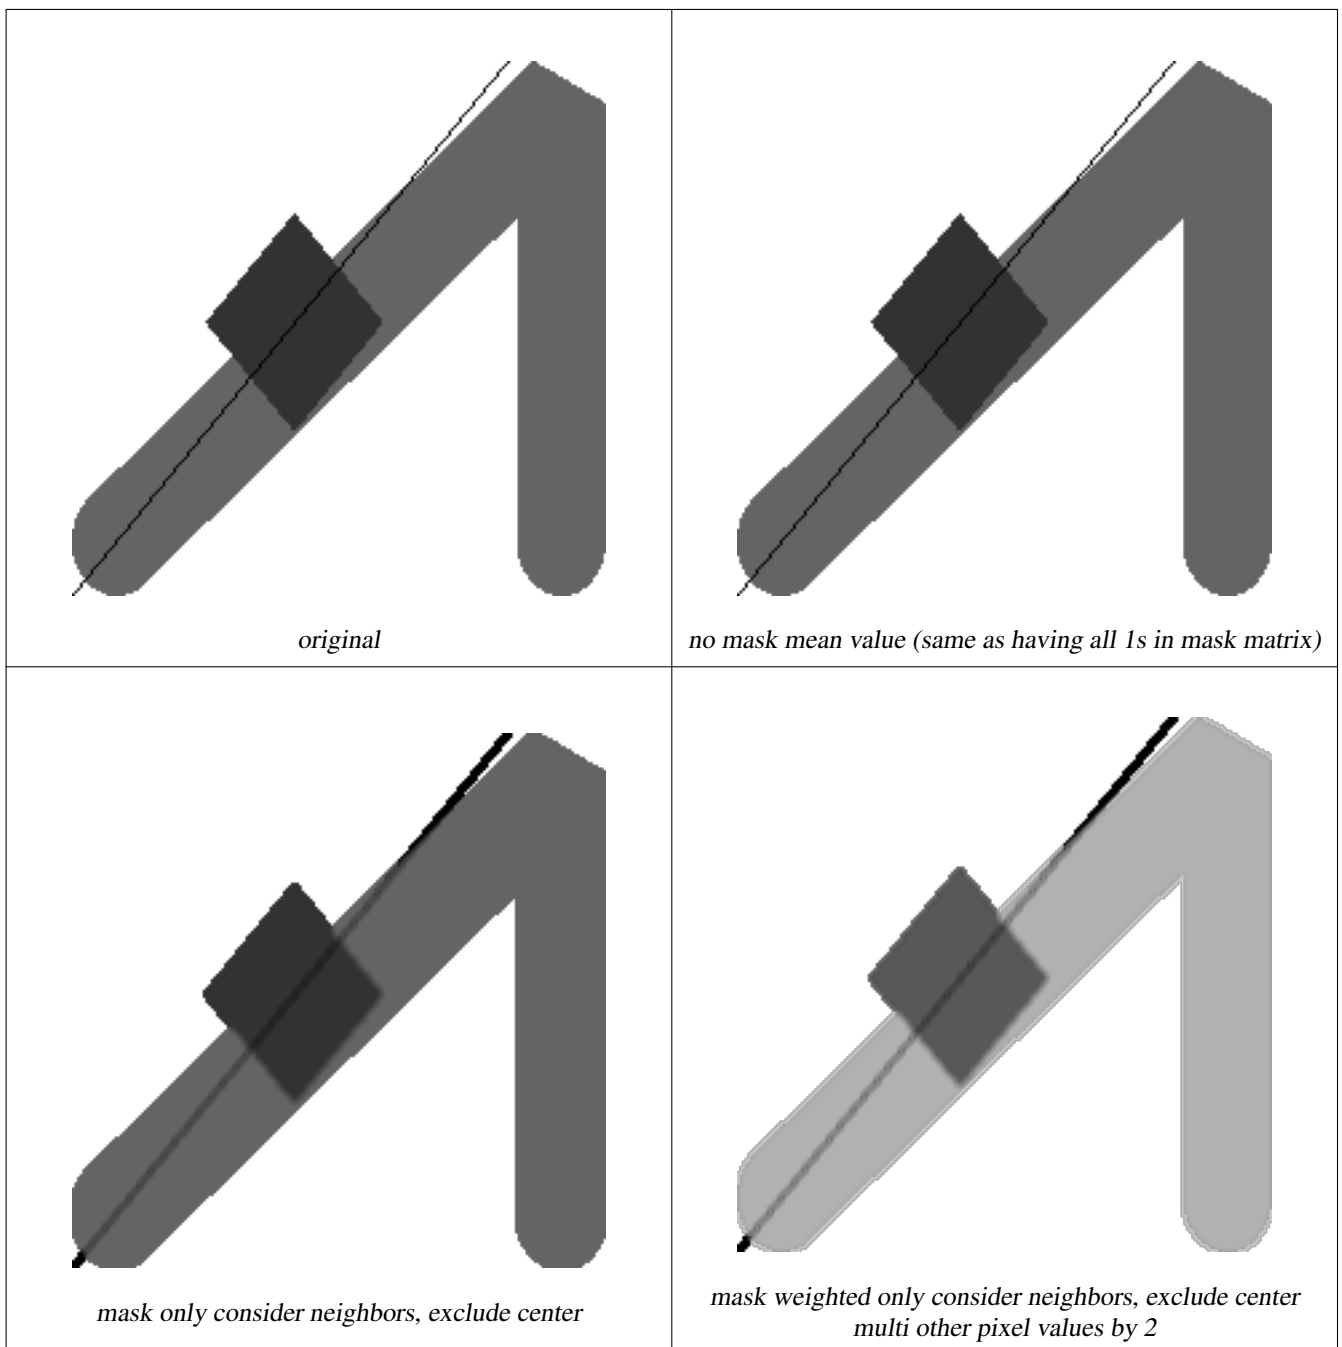 original
no mask mean value (same as having all 1s in mask matrix)
mask only consider neighbors, exclude center
mask weighted only consider neighbors, exclude center
multi other pixel values by 2